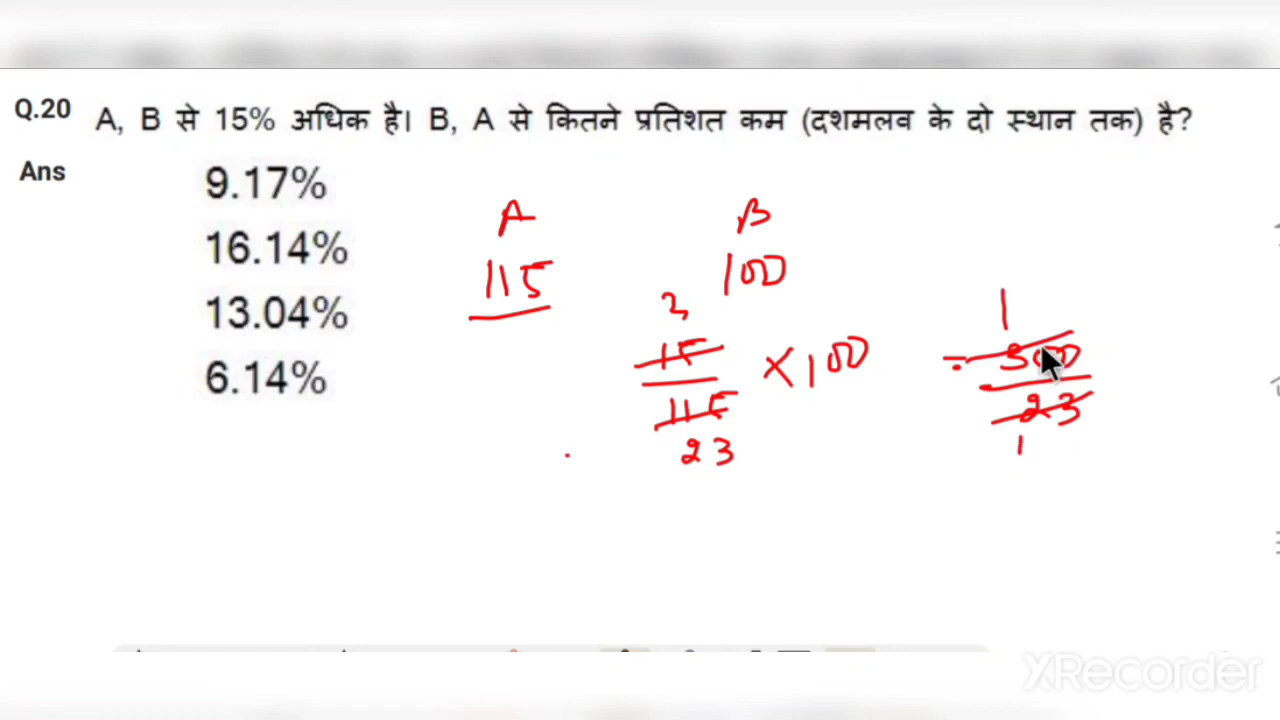 Q.20 A, B से 15% अधिक है। B, A से कितने प्रतिशत कम (दशमलव के दो स्थान तक) है?
Ans
9.17%
16.14%
13.04%
6.14%
A B
115 100
3 1
15 × 100 = 300
115 23
23 1
XRecorder